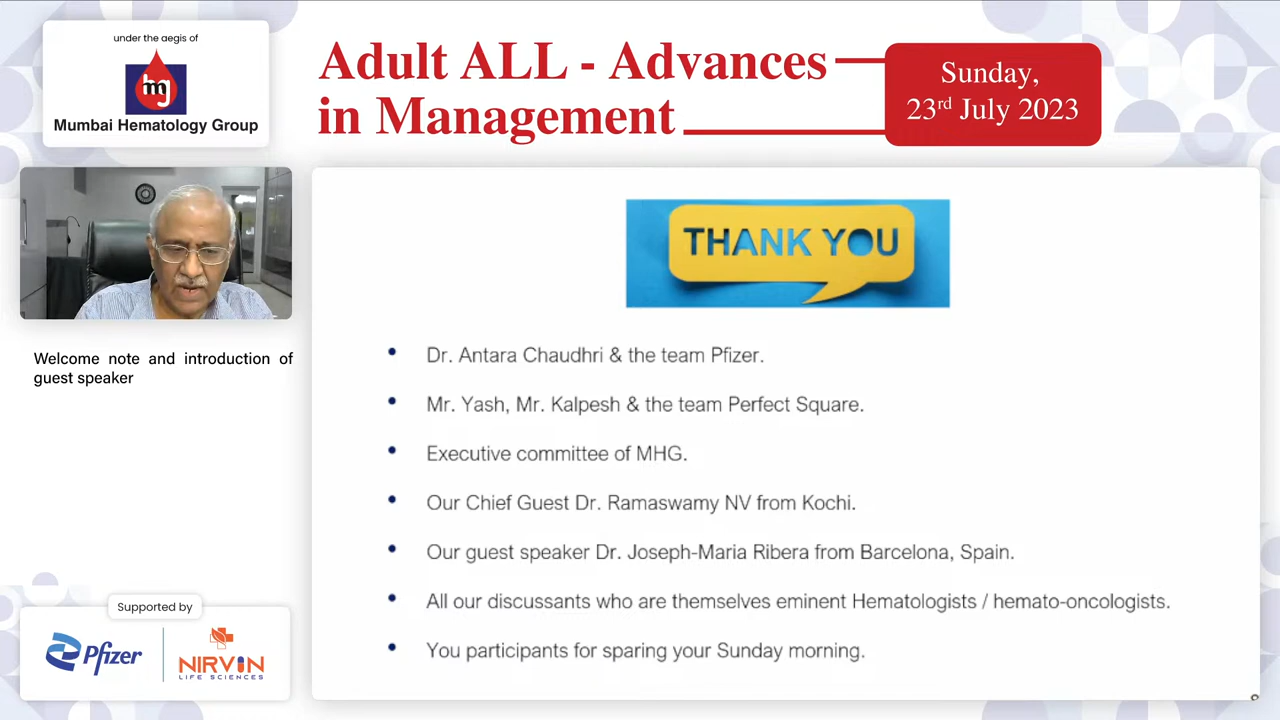 under the aegis of
mJ
Mumbai Hematology Group
Adult ALL - Advances
in Management
Sunday,
23rd July 2023
Welcome note and introduction of
guest speaker
THANK YOU
• Dr. Antara Chaudhri & the team Pfizer.
• Mr. Yash, Mr. Kalpesh & the team Perfect Square.
• Executive committee of MHG.
• Our Chief Guest Dr. Ramaswamy NV from Kochi.
• Our guest speaker Dr. Joseph-Maria Ribera from Barcelona, Spain.
• All our discussants who are themselves eminent Hematologists / hemato-oncologists.
• You participants for sparing your Sunday morning.
Supported by
Pfizer
NIRVIN
LIFE SCIENCES